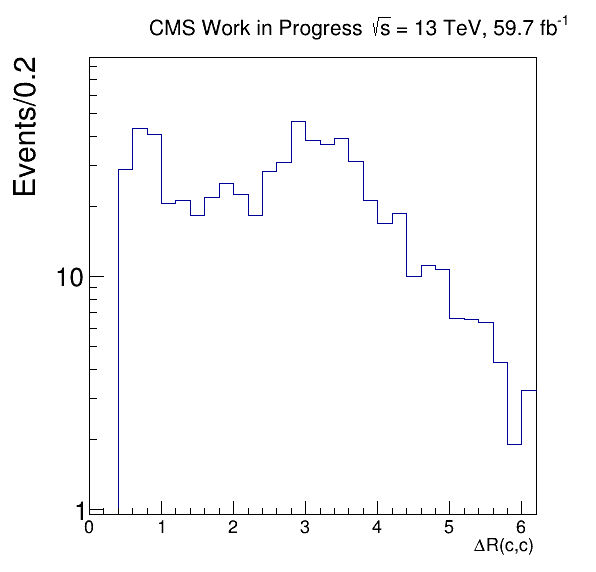 CMS Work in Progress √s = 13 TeV, 59.7 fb⁻¹
Events/0.2
10
1
0 1 2 3 4 5 6
ΔR(c,c)